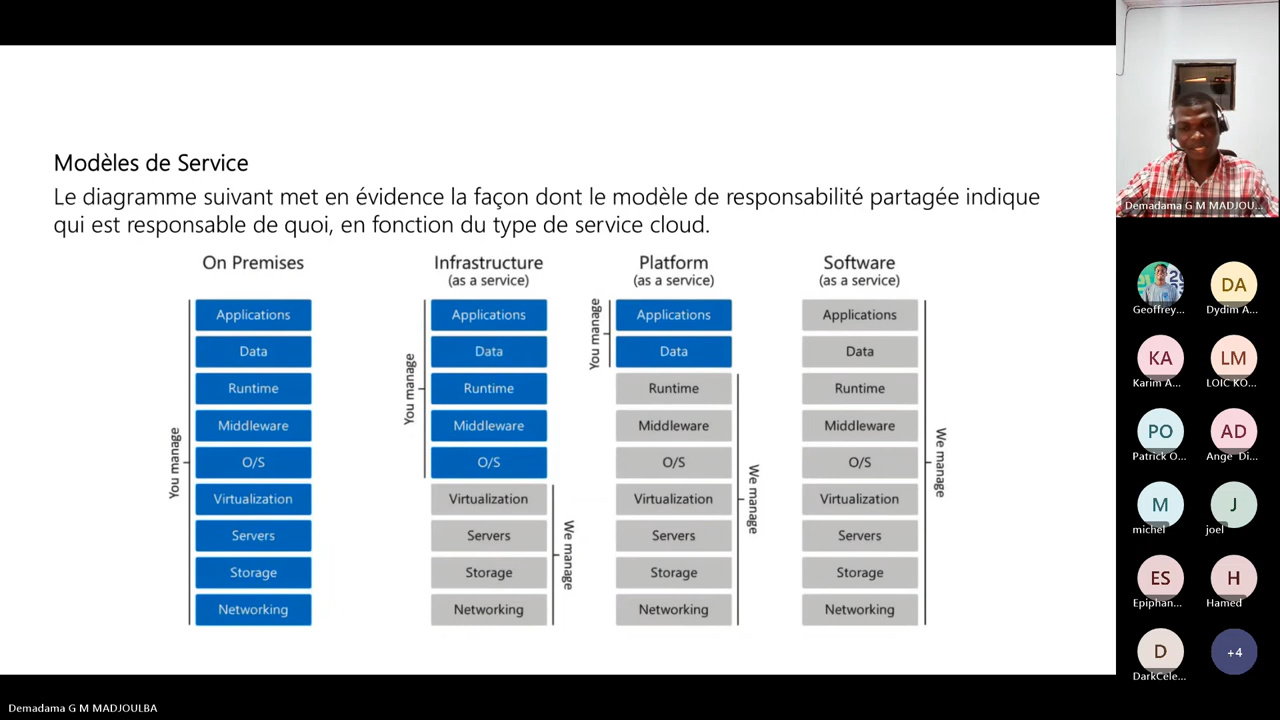 Modèles de Service
Le diagramme suivant met en évidence la façon dont le modèle de responsabilité partagée indique
qui est responsable de quoi, en fonction du type de service cloud.
On Premises
You manage
Applications
Data
Runtime
Middleware
O/S
Virtualization
Servers
Storage
Networking
Infrastructure
(as a service)
You manage
Applications
Data
Runtime
Middleware
O/S
Virtualization
Servers
Storage
Networking
We manage
Platform
(as a service)
You manage
Applications
Data
Runtime
Middleware
O/S
Virtualization
Servers
Storage
Networking
We manage
Software
(as a service)
Applications
Data
Runtime
Middleware
O/S
Virtualization
Servers
Storage
Networking
We manage
Demadama G M MADJOU...
Geoffrey...
DA
Dydim A...
KA
Karim A...
LM
LOIC KO...
PO
Patrick O...
AD
Ange Di...
M
michel
J
joel
ES
Epiphan...
H
Hamed
D
DarkCele...
+4
Demadama G M MADJOULBA